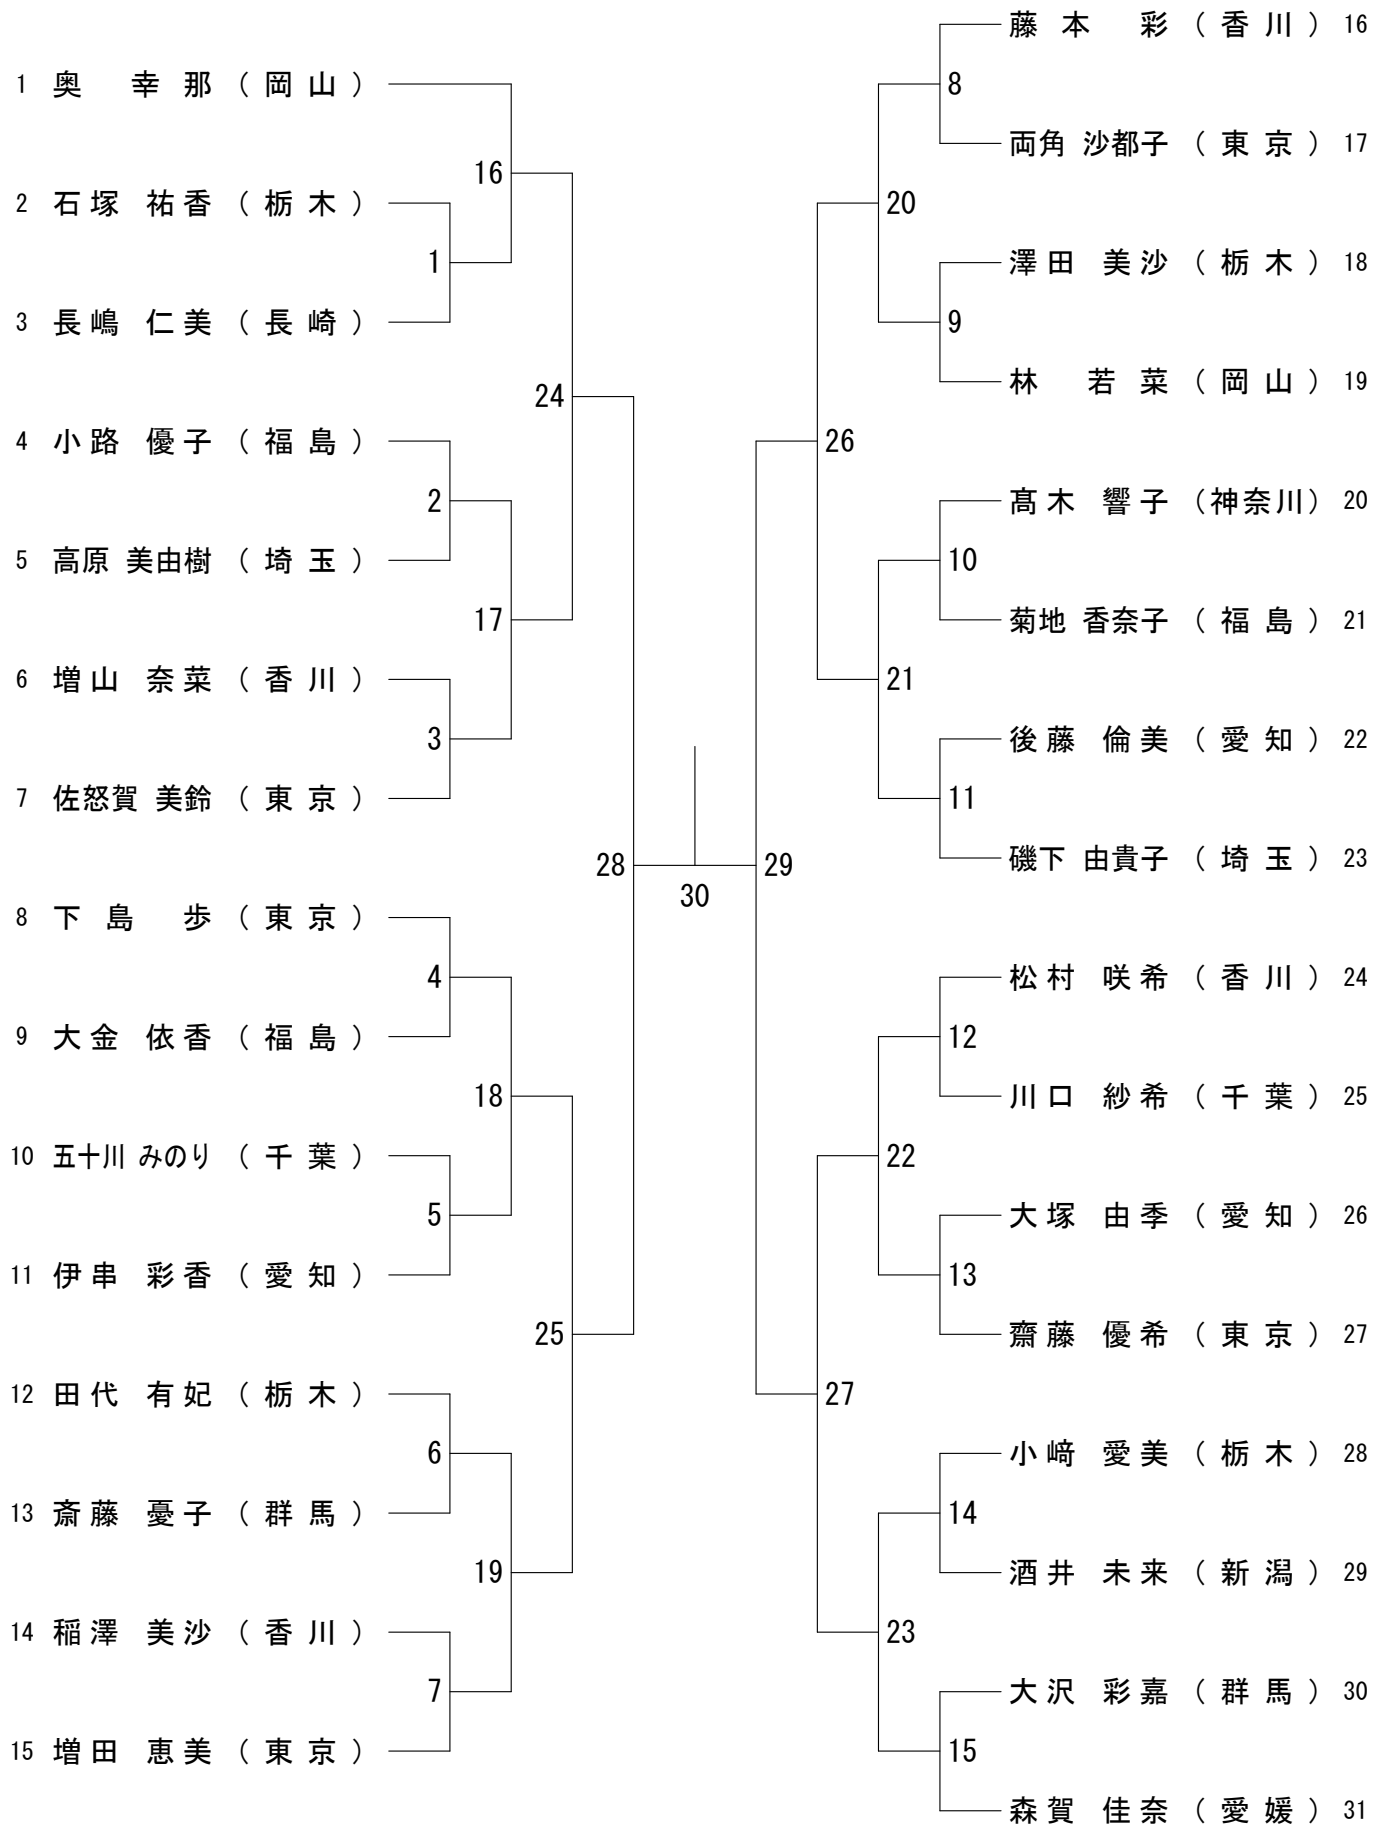 1 奥 幸那 (岡山)
2 石塚 祐香 (栃木)
3 長嶋 仁美 (長崎)
4 小路 優子 (福島)
5 高原 美由樹 (埼玉)
6 増山 奈菜 (香川)
7 佐怒賀 美鈴 (東京)
8 下島 歩 (東京)
9 大金 依香 (福島)
10 五十川 みのり (千葉)
11 伊串 彩香 (愛知)
12 田代 有妃 (栃木)
13 斎藤 憂子 (群馬)
14 稲澤 美沙 (香川)
15 増田 恵美 (東京)
16
1
24
2
17
3
28
4
18
5
25
6
19
7
30
29
8
20
9
26
10
21
11
12
22
13
27
14
23
15
藤本 彩 (香川) 16
両角 沙都子 (東京) 17
澤田 美沙 (栃木) 18
林 若菜 (岡山) 19
髙木 響子 (神奈川) 20
菊地 香奈子 (福島) 21
後藤 倫美 (愛知) 22
磯下 由貴子 (埼玉) 23
松村 咲希 (香川) 24
川口 紗希 (千葉) 25
大塚 由季 (愛知) 26
齋藤 優希 (東京) 27
小﨑 愛美 (栃木) 28
酒井 未来 (新潟) 29
大沢 彩嘉 (群馬) 30
森賀 佳奈 (愛媛) 31